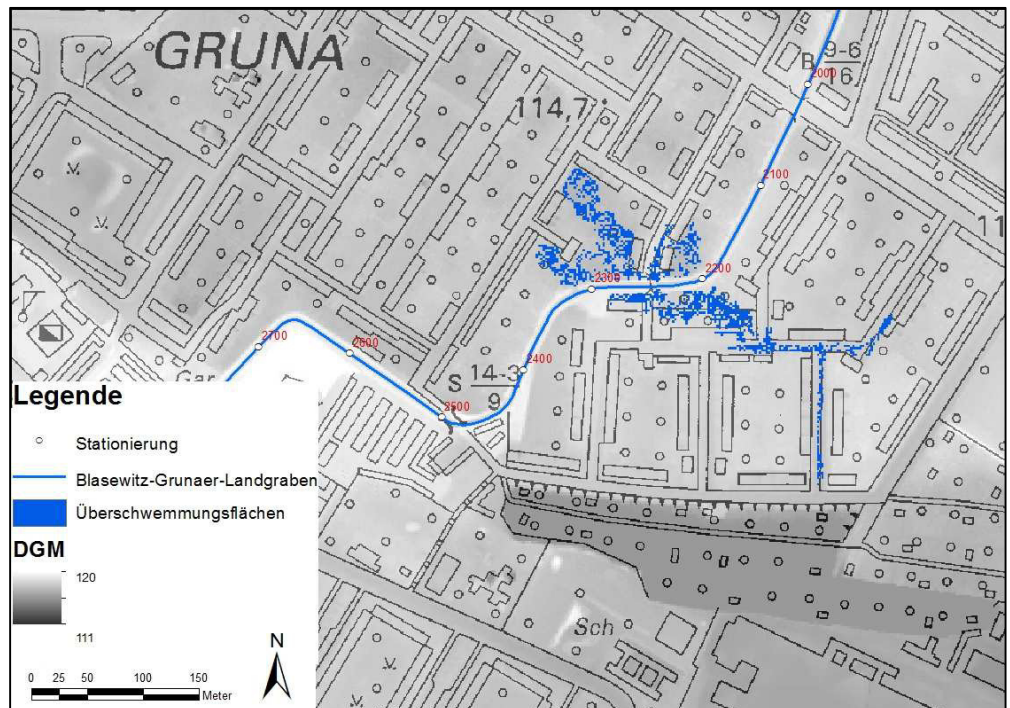 GRUNA
114,7
B 9-6
16
2000
2100
11
2200
2300
2400
2700
2600
S 14-3
9
2500
Gar
Legende
Stationierung
Blasewitz-Grunaer-Landgraben
Überschwemmungsflächen
DGM
120
111
N
0 25 50 100 150
Meter
Sch